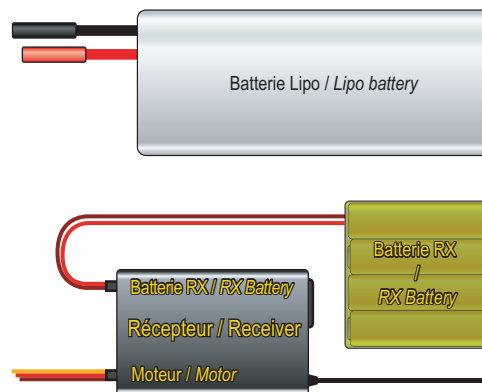 Batterie Lipo / Lipo battery
Batterie RX
/
RX Battery
Batterie RX / RX Battery
Récepteur / Receiver
Moteur / Motor